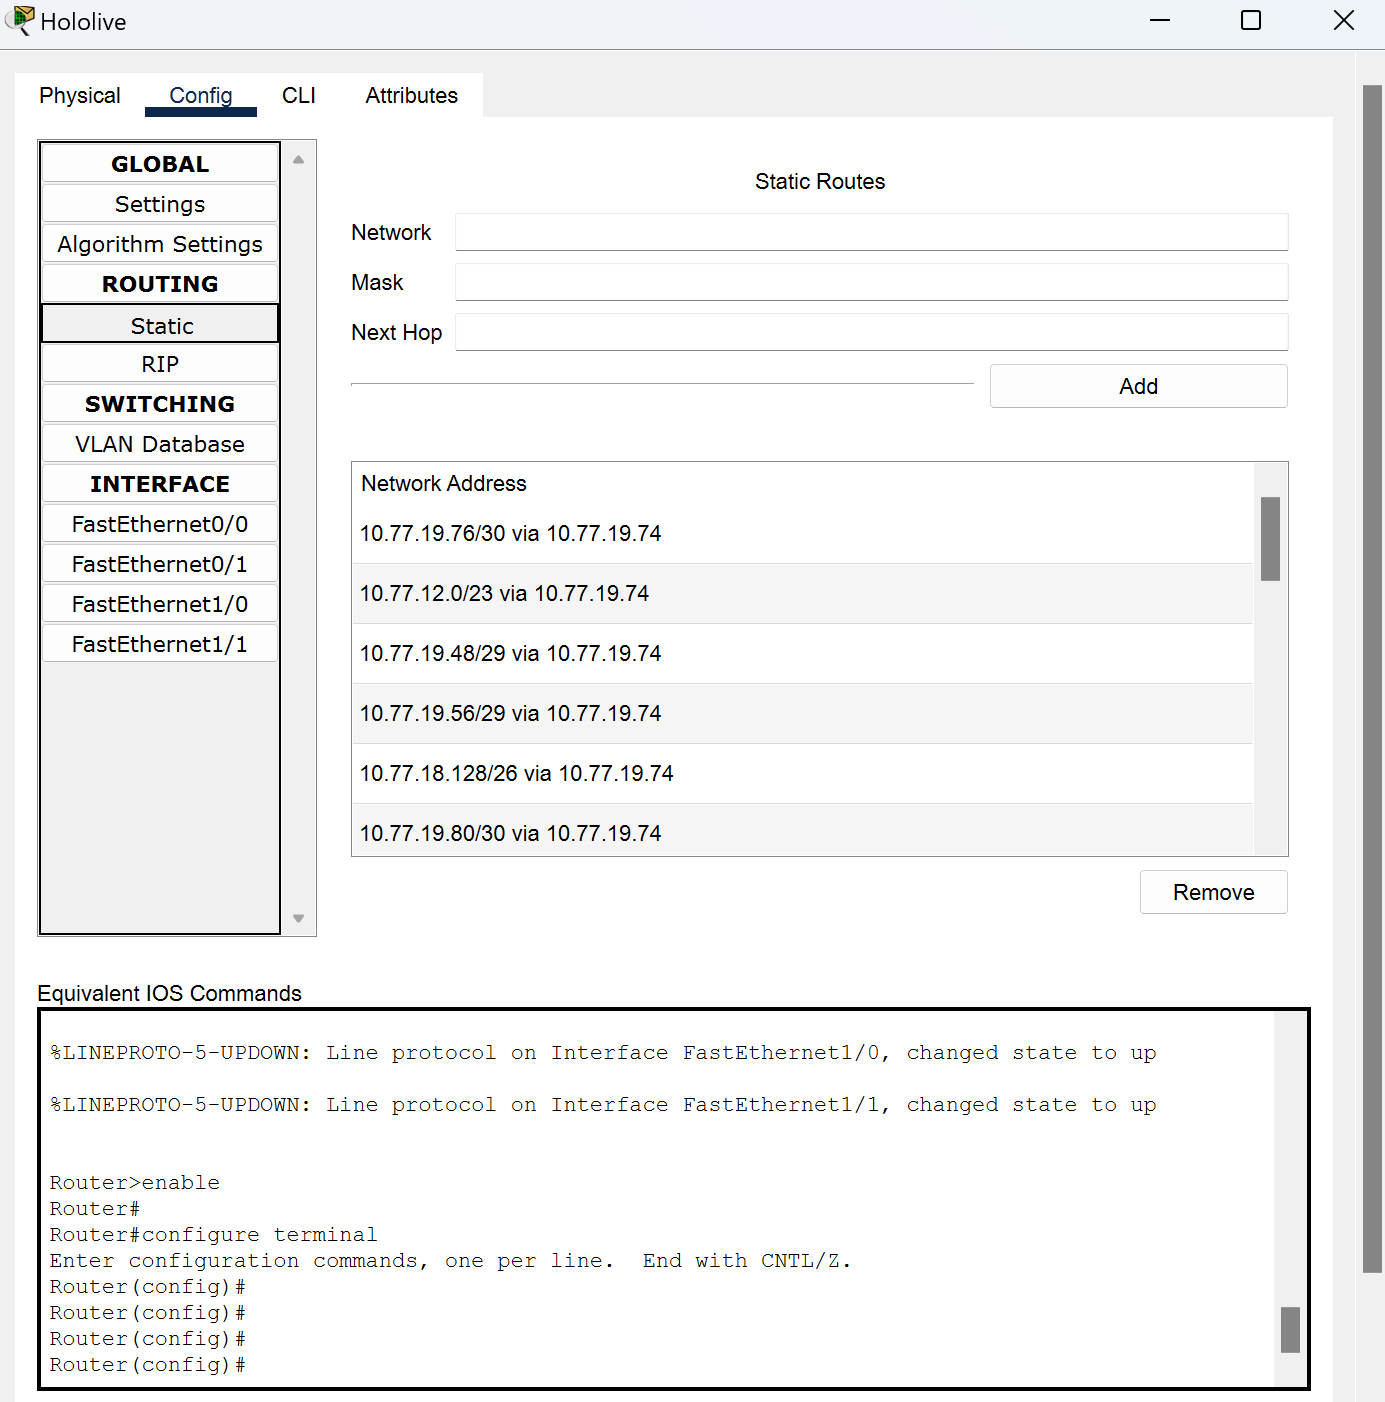 Hololive
Physical Config CLI Attributes
GLOBAL
Settings
Algorithm Settings
ROUTING
Static
RIP
SWITCHING
VLAN Database
INTERFACE
FastEthernet0/0
FastEthernet0/1
FastEthernet1/0
FastEthernet1/1
Static Routes
Network
Mask
Next Hop
Add
Network Address
10.77.19.76/30 via 10.77.19.74
10.77.12.0/23 via 10.77.19.74
10.77.19.48/29 via 10.77.19.74
10.77.19.56/29 via 10.77.19.74
10.77.18.128/26 via 10.77.19.74
10.77.19.80/30 via 10.77.19.74
Remove
Equivalent IOS Commands
%LINEPROTO-5-UPDOWN: Line protocol on Interface FastEthernet1/0, changed state to up
%LINEPROTO-5-UPDOWN: Line protocol on Interface FastEthernet1/1, changed state to up
Router>enable
Router#
Router#configure terminal
Enter configuration commands, one per line.  End with CNTL/Z.
Router(config)#
Router(config)#
Router(config)#
Router(config)#